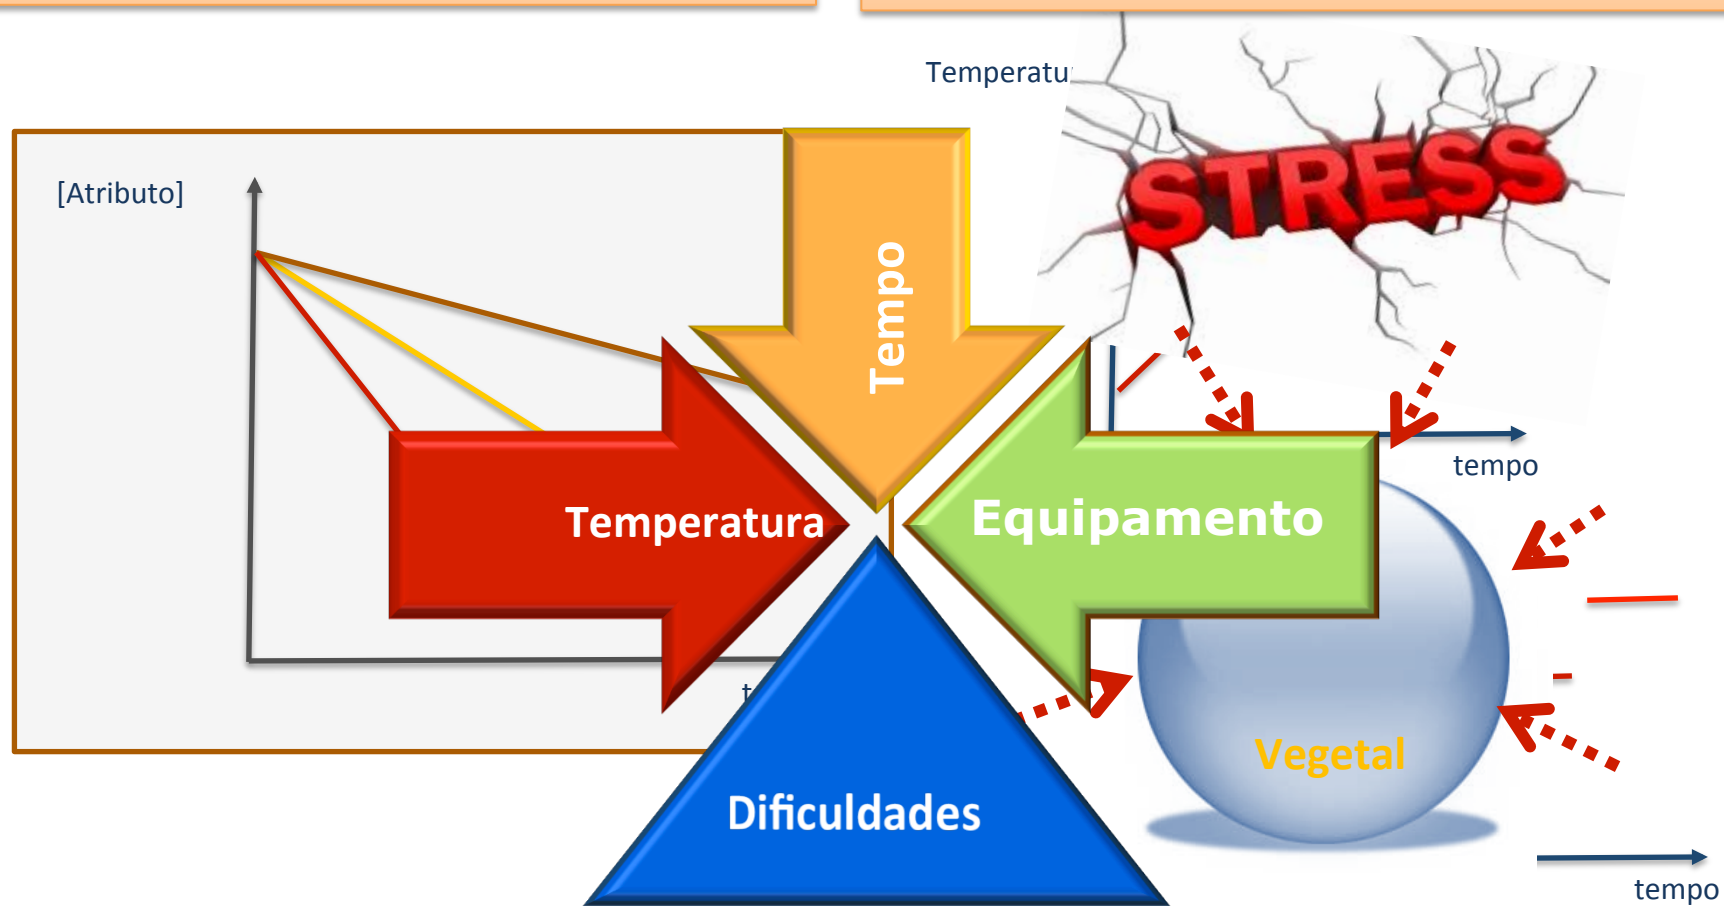 Temperatu
STRESS
[Atributo]
Tempo
tempo
Temperatura
Equipamento
t
Vegetal
Dificuldades
tempo